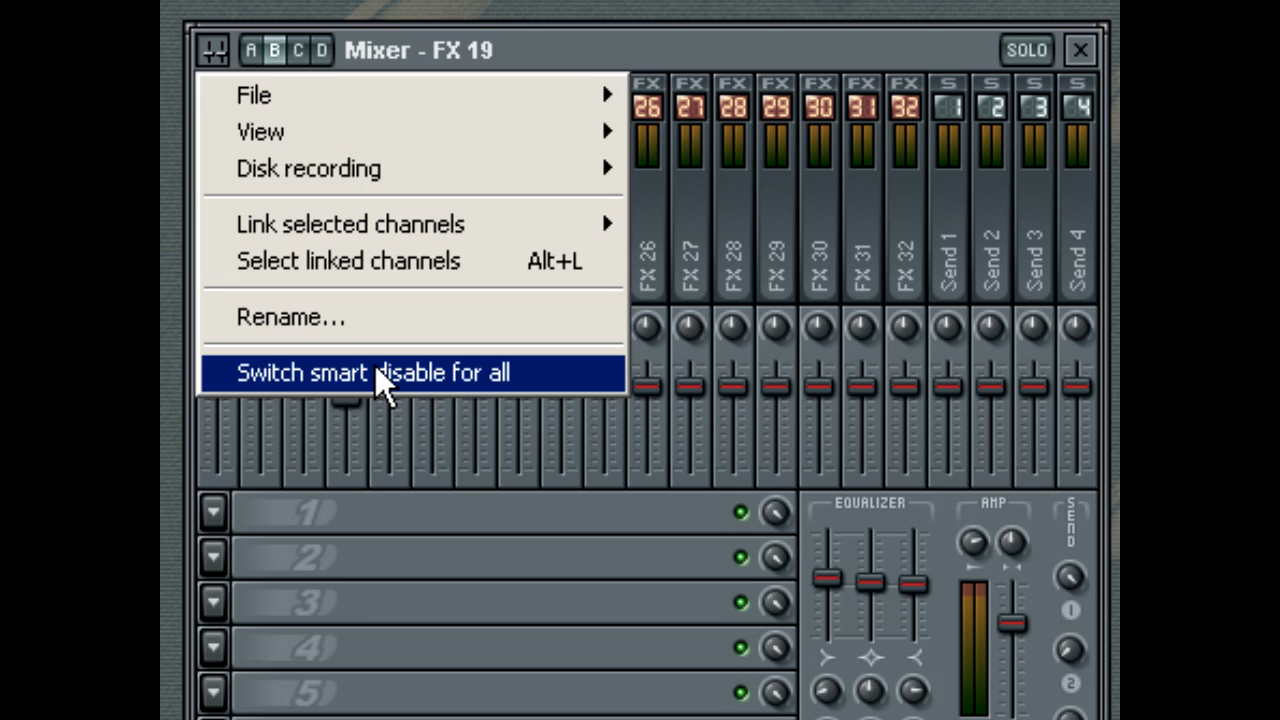 A B C D Mixer - FX 19 SOLO
File
View
Disk recording
Link selected channels
Select linked channels Alt+L
Rename...
Switch smart disable for all
FX FX FX FX FX FX FX S S S S
26 27 28 29 30 31 32 1 2 3 4
FX 26
FX 27
FX 28
FX 29
FX 30
FX 31
FX 32
Send 1
Send 2
Send 3
Send 4
1
2
3
4
5
EQUALIZER
AMP
SEND
1
2